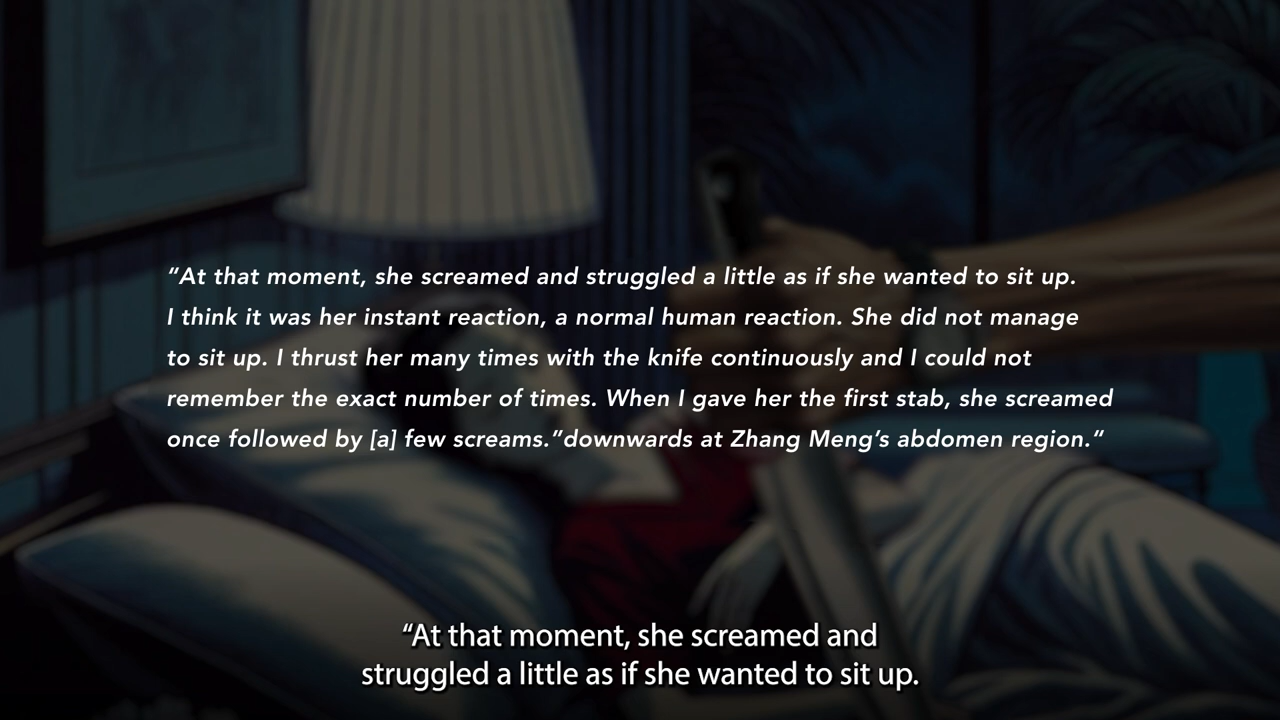 “At that moment, she screamed and struggled a little as if she wanted to sit up.
I think it was her instant reaction, a normal human reaction. She did not manage
to sit up. I thrust her many times with the knife continuously and I could not
remember the exact number of times. When I gave her the first stab, she screamed
once followed by [a] few screams.”downwards at Zhang Meng’s abdomen region.“
“At that moment, she screamed and
struggled a little as if she wanted to sit up.